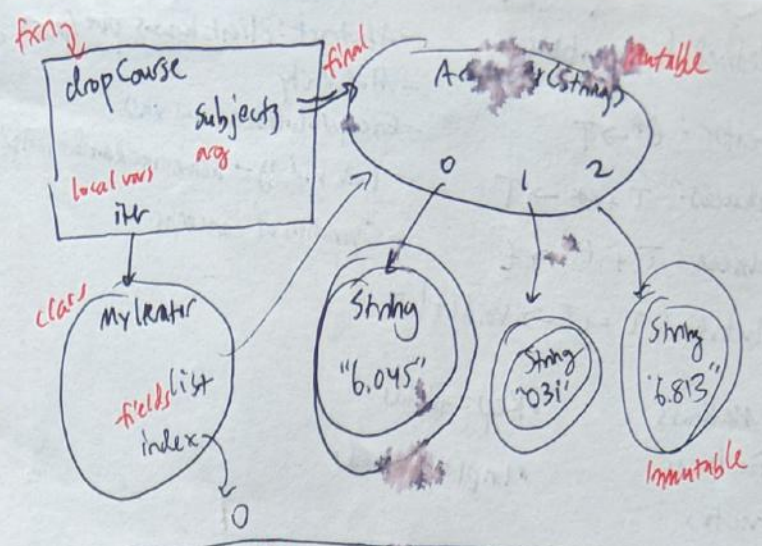 fxn
final
dropCourse
subjects
arg
local vars
iter
mutable
0
1
2
class
MyIterator
fields list
index
0
String
"6.045"
String
"031"
String
"6.813"
Immutable